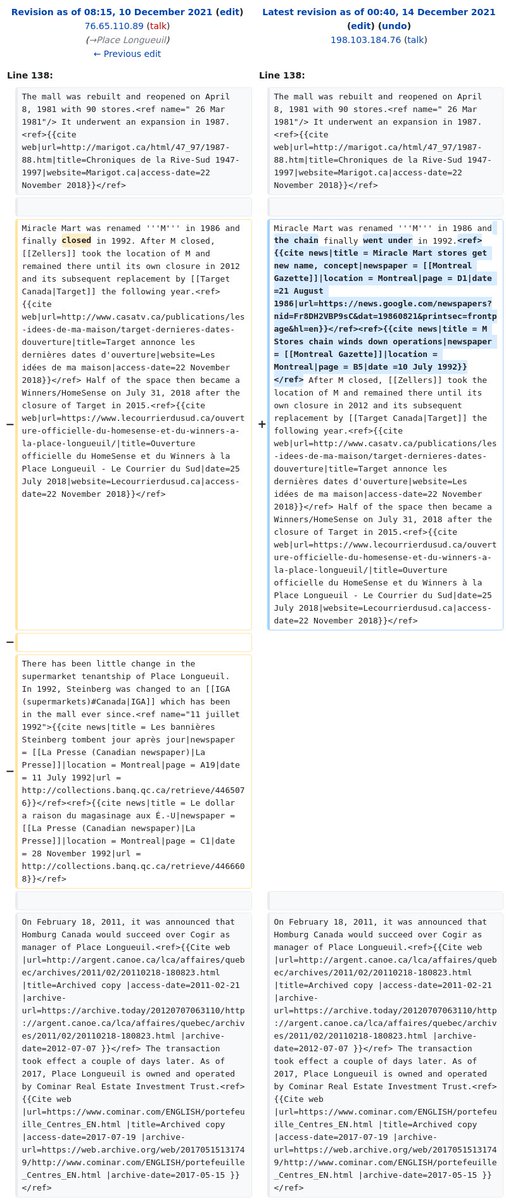 Revision as of 08:15, 10 December 2021 (edit)
76.65.110.89 (talk)
(→Place Longueuil)
← Previous edit
Latest revision as of 00:40, 14 December 2021
(edit) (undo)
198.103.184.76 (talk)
Line 138:
Line 138:
The mall was rebuilt and reopened on April
8, 1981 with 90 stores.<ref name=" 26 Mar
1981"/> It underwent an expansion in 1987.
<ref>{{cite
web|url=http://marigot.ca/html/47_97/1987-
88.htm|title=Chroniques de la Rive-Sud 1947-
1997|website=Marigot.ca|access-date=22
November 2018}}</ref>
The mall was rebuilt and reopened on April
8, 1981 with 90 stores.<ref name=" 26 Mar
1981"/> It underwent an expansion in 1987.
<ref>{{cite
web|url=http://marigot.ca/html/47_97/1987-
88.htm|title=Chroniques de la Rive-Sud 1947-
1997|website=Marigot.ca|access-date=22
November 2018}}</ref>
−
Miracle Mart was renamed '''M''' in 1986 and
finally closed in 1992. After M closed,
[[Zellers]] took the location of M and
remained there until its own closure in 2012
and its subsequent replacement by [[Target
Canada|Target]] the following year.<ref>
{{cite
web|url=http://www.casatv.ca/publications/les
-idees-de-ma-maison/target-dernieres-dates-
douverture|title=Target annonce les
dernières dates d'ouverture|website=Les
idées de ma maison|access-date=22 November
2018}}</ref> Half of the space then became a
Winners/HomeSense on July 31, 2018 after the
closure of Target in 2015.<ref>{{cite
web|url=https://www.lecourrierdusud.ca/ouvert
ure-officielle-du-homesense-et-du-winners-a-
la-place-longueuil/|title=Ouverture
officielle du HomeSense et du Winners à la
Place Longueuil - Le Courrier du Sud|date=25
July 2018|website=Lecourrierdusud.ca|access-
date=22 November 2018}}</ref>
+
Miracle Mart was renamed '''M''' in 1986 and
the chain finally went under in 1992.<ref>
{{cite news|title = Miracle Mart stores get
new name, concept|newspaper = [[Montreal
Gazette]]|location = Montreal|page = D1|date
=21 August
1986|url=https://news.google.com/newspapers?
nid=Fr8DH2VBP9sC&dat=19860821&printsec=frontp
age&hl=en}}</ref><ref>{{cite news|title = M
Stores chain winds down operations|newspaper
= [[Montreal Gazette]]|location =
Montreal|page = B5|date =10 July 1992}}
</ref> After M closed, [[Zellers]] took the
location of M and remained there until its
own closure in 2012 and its subsequent
replacement by [[Target Canada|Target]] the
following year.<ref>{{cite
web|url=http://www.casatv.ca/publications/les
-idees-de-ma-maison/target-dernieres-dates-
douverture|title=Target annonce les
dernières dates d'ouverture|website=Les
idées de ma maison|access-date=22 November
2018}}</ref> Half of the space then became a
Winners/HomeSense on July 31, 2018 after the
closure of Target in 2015.<ref>{{cite
web|url=https://www.lecourrierdusud.ca/ouvert
ure-officielle-du-homesense-et-du-winners-a-
la-place-longueuil/|title=Ouverture
officielle du HomeSense et du Winners à la
Place Longueuil - Le Courrier du Sud|date=25
July 2018|website=Lecourrierdusud.ca|access-
date=22 November 2018}}</ref>
−
−
There has been little change in the
supermarket tenantship of Place Longueuil.
In 1992, Steinberg was changed to an [[IGA
(supermarkets)#Canada|IGA]] which has been
in the mall ever since.<ref name="11 juillet
1992">{{cite news|title = Les bannières
Steinberg tombent jour après jour|newspaper
= [[La Presse (Canadian newspaper)|La
Presse]]|location = Montreal|page = A19|date
= 11 July 1992|url =
http://collections.banq.qc.ca/retrieve/446507
6}}</ref><ref>{{cite news|title = Le dollar
a raison du magasinage aux É.-U|newspaper =
[[La Presse (Canadian newspaper)|La
Presse]]|location = Montreal|page = C1|date
= 28 November 1992|url =
http://collections.banq.qc.ca/retrieve/446660
8}}</ref>
On February 18, 2011, it was announced that
Homburg Canada would succeed over Cogir as
manager of Place Longueuil.<ref>{{Cite web
|url=http://argent.canoe.ca/lca/affaires/queb
ec/archives/2011/02/20110218-180823.html
|title=Archived copy |access-date=2011-02-21
|archive-
url=https://archive.today/20120707063110/http
://argent.canoe.ca/lca/affaires/quebec/archiv
es/2011/02/20110218-180823.html |archive-
date=2012-07-07 }}</ref> The transaction
took effect a couple of days later. As of
2017, Place Longueuil is owned and operated
by Cominar Real Estate Investment Trust.<ref>
{{Cite web
|url=https://www.cominar.com/ENGLISH/portefeu
ille_Centres_EN.html |title=Archived copy
|access-date=2017-07-19 |archive-
url=https://web.archive.org/web/2017051513174
9/http://www.cominar.com/ENGLISH/portefeuille
_Centres_EN.html |archive-date=2017-05-15 }}
</ref>
On February 18, 2011, it was announced that
Homburg Canada would succeed over Cogir as
manager of Place Longueuil.<ref>{{Cite web
|url=http://argent.canoe.ca/lca/affaires/queb
ec/archives/2011/02/20110218-180823.html
|title=Archived copy |access-date=2011-02-21
|archive-
url=https://archive.today/20120707063110/http
://argent.canoe.ca/lca/affaires/quebec/archiv
es/2011/02/20110218-180823.html |archive-
date=2012-07-07 }}</ref> The transaction
took effect a couple of days later. As of
2017, Place Longueuil is owned and operated
by Cominar Real Estate Investment Trust.<ref>
{{Cite web
|url=https://www.cominar.com/ENGLISH/portefeu
ille_Centres_EN.html |title=Archived copy
|access-date=2017-07-19 |archive-
url=https://web.archive.org/web/2017051513174
9/http://www.cominar.com/ENGLISH/portefeuille
_Centres_EN.html |archive-date=2017-05-15 }}
</ref>